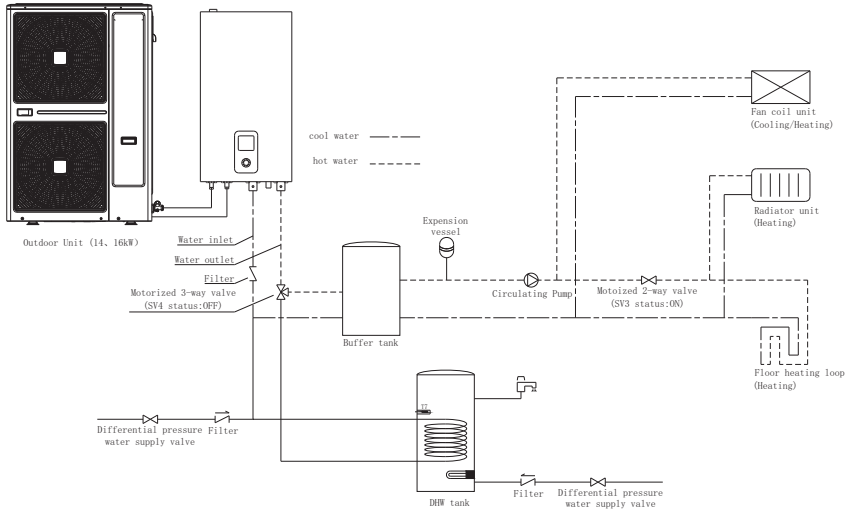 Fan coil unit
(Cooling/Heating)
cool water
hot water
Radiator unit
(Heating)
Expension
vessel
Outdoor Unit (14、16kW)
Water inlet
Water outlet
Filter
Motorized 3-way valve
(SV4 status:OFF)
Circulating Pump
Motoized 2-way valve
(SV3 status:ON)
Buffer tank
Floor heating loop
(Heating)
TT
Differential pressure
water supply valve
Filter
Filter
Differential pressure
water supply valve
DHW tank